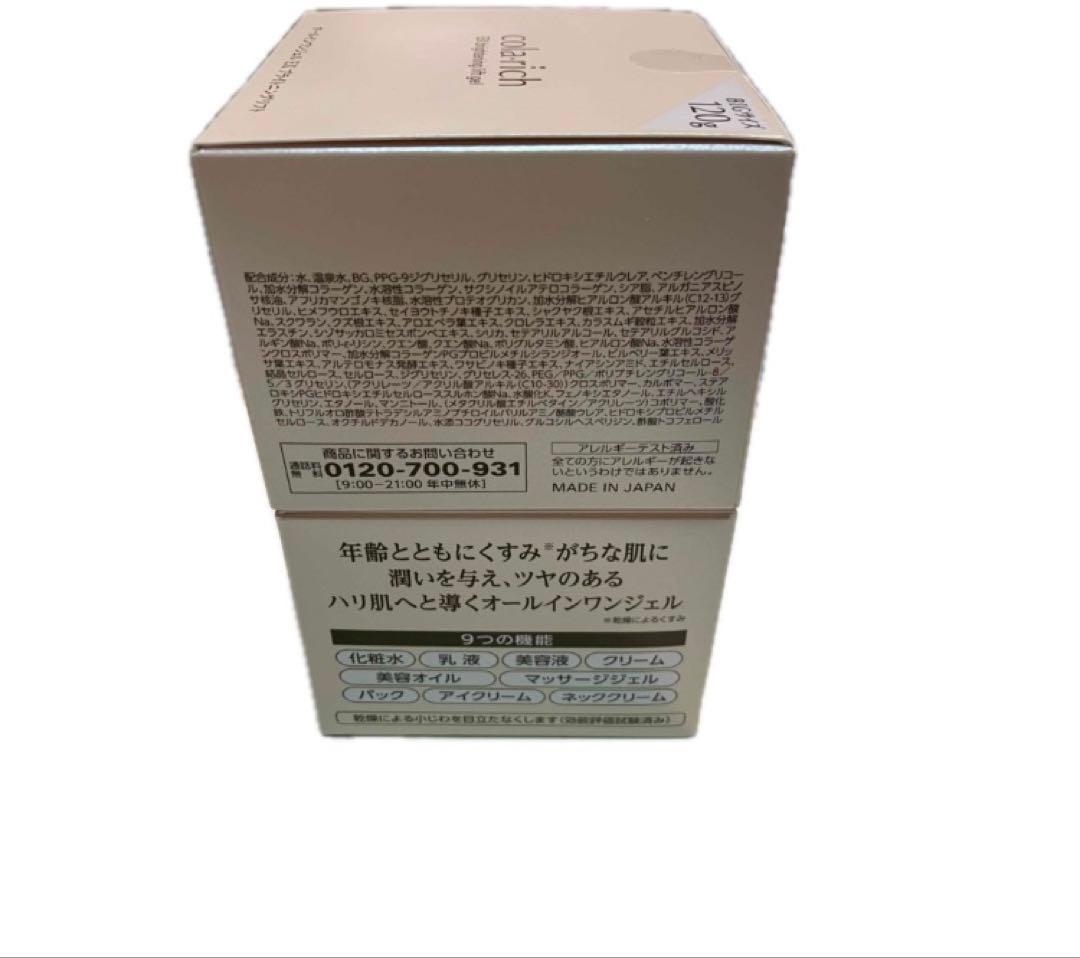 cola·rich
EX brightening lift gel
オールインワンジェル EX ブライトニングリフト
BIGサイズ
120g
配合成分:水、温泉水、BG、PPG-9ジグリセリル、グリセリン、ヒドロキシエチルウレア、ペンチレングリコー
ル、加水分解コラーゲン、水溶性コラーゲン、サクシノイルアテロコラーゲン、シア脂、アルガニアスピノ
サ核油、アフリカマンゴノキ核脂、水溶性プロテオグリカン、加水分解ヒアルロン酸アルキル(C12-13)グ
リセリル、ヒメフウロエキス、セイヨウトチノキ種子エキス、シャクヤク根エキス、アセチルヒアルロン酸
Na、スクワラン、クズ根エキス、アロエベラ葉エキス、クロレラエキス、カラスムギ穀粒エキス、加水分解
エラスチン、シゾサッカロミセスポンベエキス、シリカ、セテアリルアルコール、セテアリルグルコシド、ア
ルギン酸Na、ポリ-ε-リシン、クエン酸、クエン酸Na、ポリグルタミン酸、ヒアルロン酸Na、水溶性コラーゲ
ンクロスポリマー、加水分解コラーゲンPGプロピルメチルシランジオール、ビルベリー葉エキス、メリッ
サ葉エキス、アルテロモナス発酵エキス、ワサビノキ種子エキス、ナイアシンアミド、エチルセルロース、
結晶セルロース、セルロース、ジグリセリン、グリセレス-26、PEG/PPG/ポリブチレングリコール-8/
5/3グリセリン、(アクリレーツ/アクリル酸アルキル(C10-30))クロスポリマー、カルボマー、ステア
ロキシPGヒドロキシエチルセルローススルホン酸Na、水酸化K、フェノキシエタノール、エチルヘキシル
グリセリン、エタノール、マンニトール、(メタクリル酸エチルベタイン/アクリレーツ)コポリマー、酸化
鉄、トリフルオロ酢酸テトラデシルアミノブチロイルバリルアミノ酪酸ウレア、ヒドロキシプロピルメチル
セルロース、オクチルドデカノール、水添ココグリセリル、グルコシルヘスペリジン、酢酸トコフェロール
商品に関するお問い合わせ
通話料無料 0120-700-931
[9:00−21:00 年中無休]
アレルギーテスト済み
全ての方にアレルギーが起きな
いというわけではありません。
MADE IN JAPAN
年齢とともにくすみ※がちな肌に
潤いを与え、ツヤのある
ハリ肌へと導くオールインワンジェル
※乾燥によるくすみ
9つの機能
化粧水 乳液 美容液 クリーム
美容オイル マッサージジェル
パック アイクリーム ネッククリーム
乾燥による小じわを目立たなくします(効能評価試験済み)